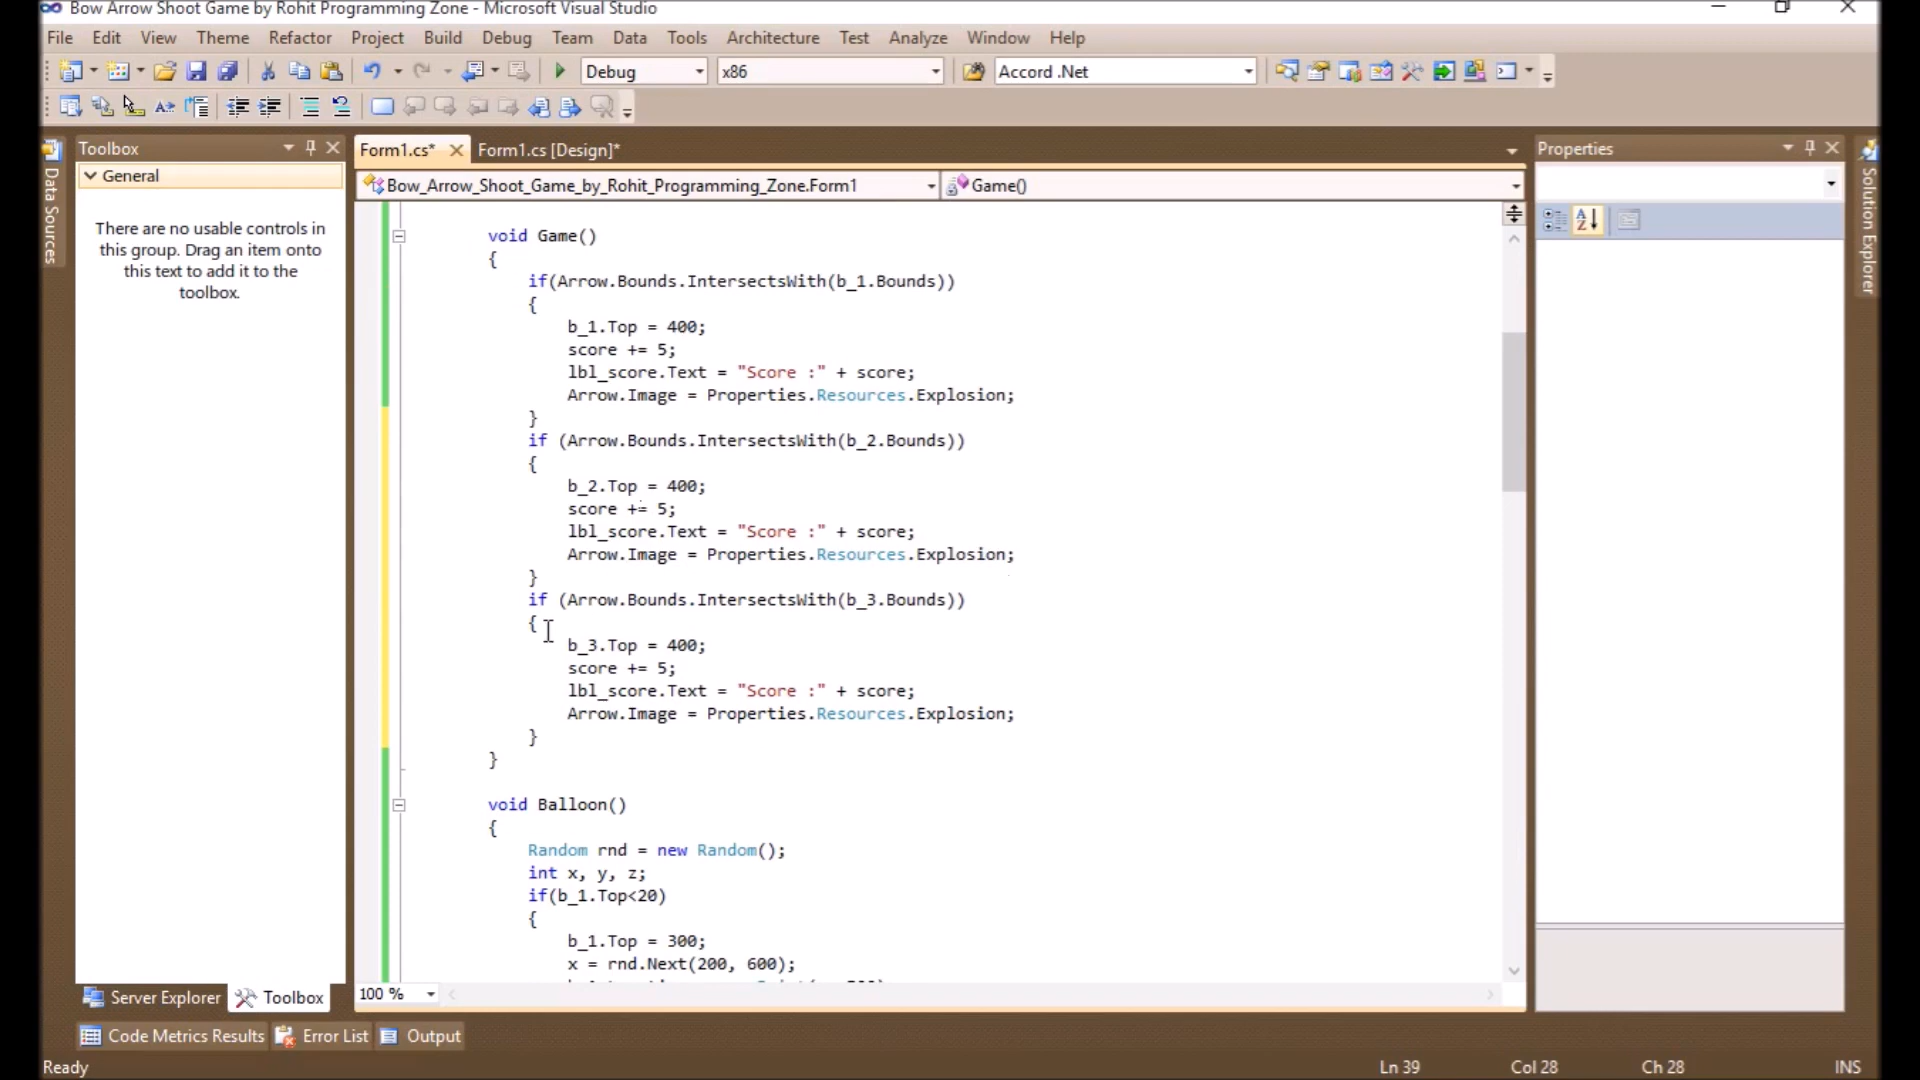 Bow Arrow Shoot Game by Rohit Programming Zone - Microsoft Visual Studio
File Edit View Theme Refactor Project Build Debug Team Data Tools Architecture Test Analyze Window Help
Debug x86 Accord .Net
Data Sources
Toolbox
General
There are no usable controls in
this group. Drag an item onto
this text to add it to the
toolbox.
Form1.cs* Form1.cs [Design]*
Bow_Arrow_Shoot_Game_by_Rohit_Programming_Zone.Form1 Game()
void Game()
{
if(Arrow.Bounds.IntersectsWith(b_1.Bounds))
{
b_1.Top = 400;
score += 5;
lbl_score.Text = "Score :" + score;
Arrow.Image = Properties.Resources.Explosion;
}
if (Arrow.Bounds.IntersectsWith(b_2.Bounds))
{
b_2.Top = 400;
score += 5;
lbl_score.Text = "Score :" + score;
Arrow.Image = Properties.Resources.Explosion;
}
if (Arrow.Bounds.IntersectsWith(b_3.Bounds))
{
b_3.Top = 400;
score += 5;
lbl_score.Text = "Score :" + score;
Arrow.Image = Properties.Resources.Explosion;
}
}
void Balloon()
{
Random rnd = new Random();
int x, y, z;
if(b_1.Top<20)
{
b_1.Top = 300;
x = rnd.Next(200, 600);
100 %
Properties
Solution Explorer
Server Explorer Toolbox
Code Metrics Results Error List Output
Ready Ln 39 Col 28 Ch 28 INS